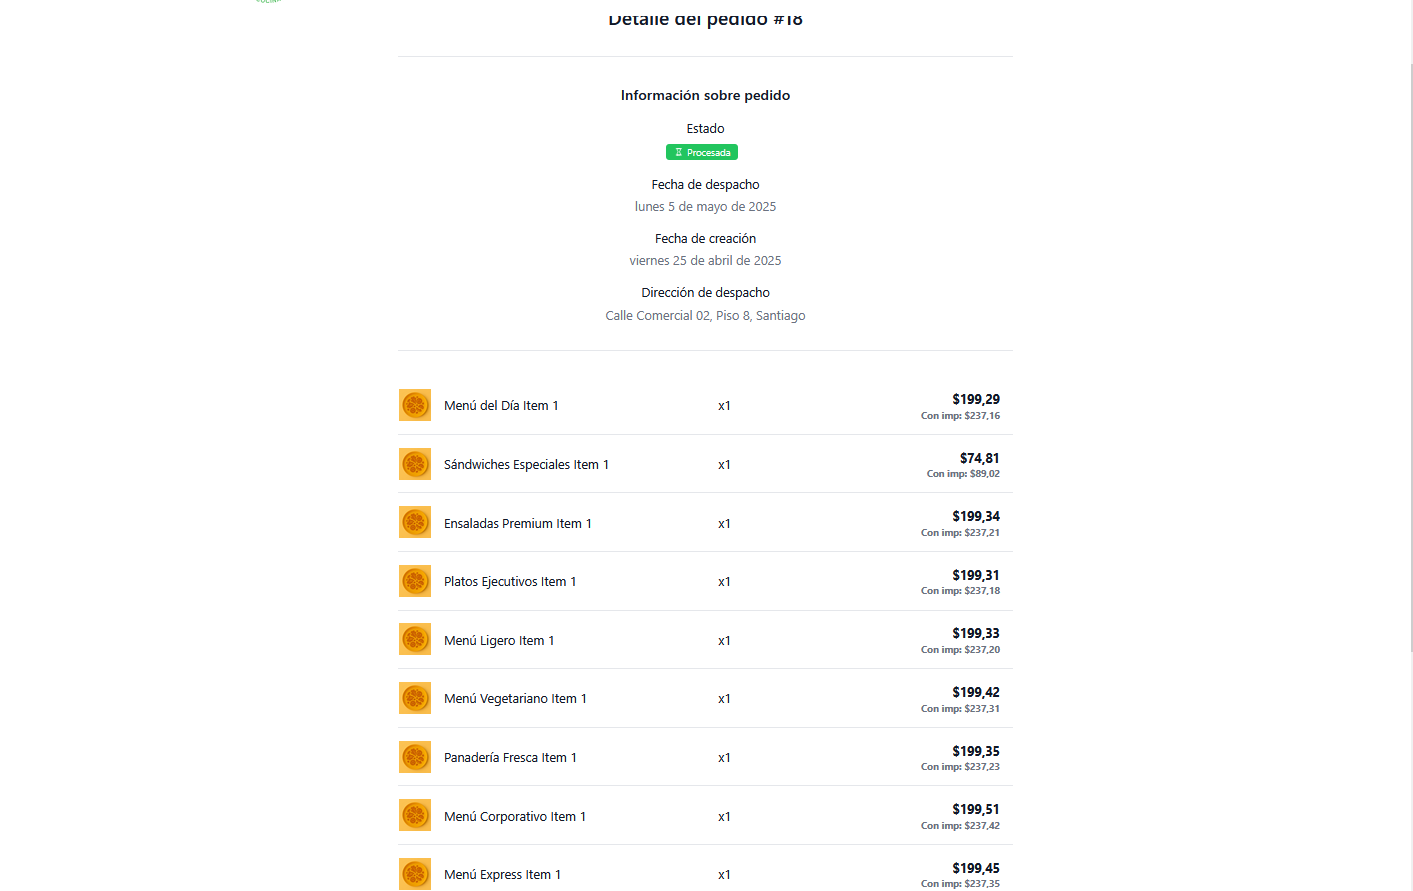 Detalle del pedido #18
Información sobre pedido
Estado
Procesada
Fecha de despacho
lunes 5 de mayo de 2025
Fecha de creación
viernes 25 de abril de 2025
Dirección de despacho
Calle Comercial 02, Piso 8, Santiago
Menú del Día Item 1 x1 $199,29
Con imp: $237,16
Sándwiches Especiales Item 1 x1 $74,81
Con imp: $89,02
Ensaladas Premium Item 1 x1 $199,34
Con imp: $237,21
Platos Ejecutivos Item 1 x1 $199,31
Con imp: $237,18
Menú Ligero Item 1 x1 $199,33
Con imp: $237,20
Menú Vegetariano Item 1 x1 $199,42
Con imp: $237,31
Panadería Fresca Item 1 x1 $199,35
Con imp: $237,23
Menú Corporativo Item 1 x1 $199,51
Con imp: $237,42
Menú Express Item 1 x1 $199,45
Con imp: $237,35